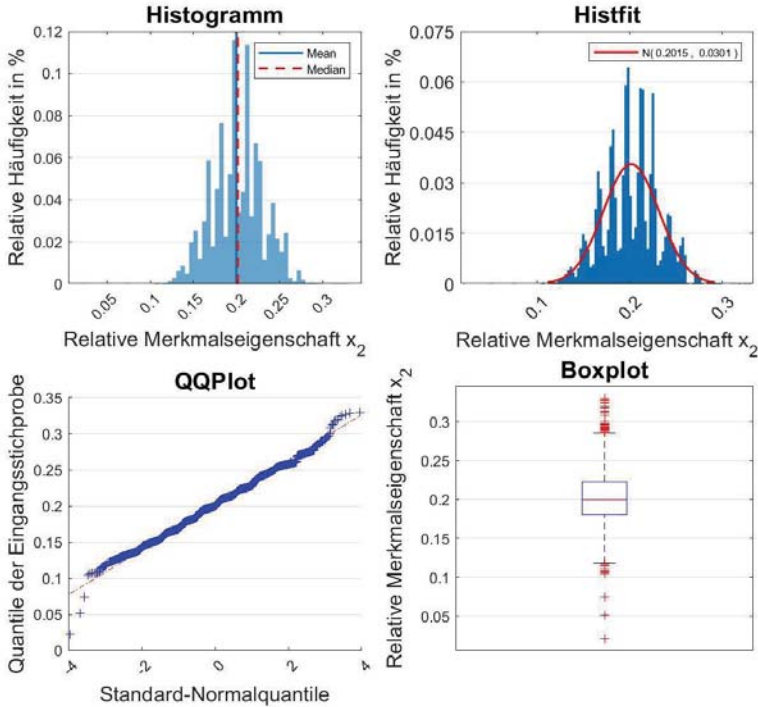 Histogramm
Relative Häufigkeit in %
0.12
0.1
0.08
0.06
0.04
0.02
0
Mean
Median
0.05
0.1
0.15
0.2
0.25
0.3
Relative Merkmalseigenschaft x2
Histfit
Relative Häufigkeit in %
0.075
0.06
0.045
0.03
0.015
0
N( 0.2015 , 0.0301 )
0.1
0.2
0.3
Relative Merkmalseigenschaft x2
QQPlot
Quantile der Eingangsstichprobe
0.35
0.3
0.25
0.2
0.15
0.1
0.05
0
-4
-2
0
2
4
Standard-Normalquantile
Boxplot
Relative Merkmalseigenschaft x2
0.3
0.25
0.2
0.15
0.1
0.05